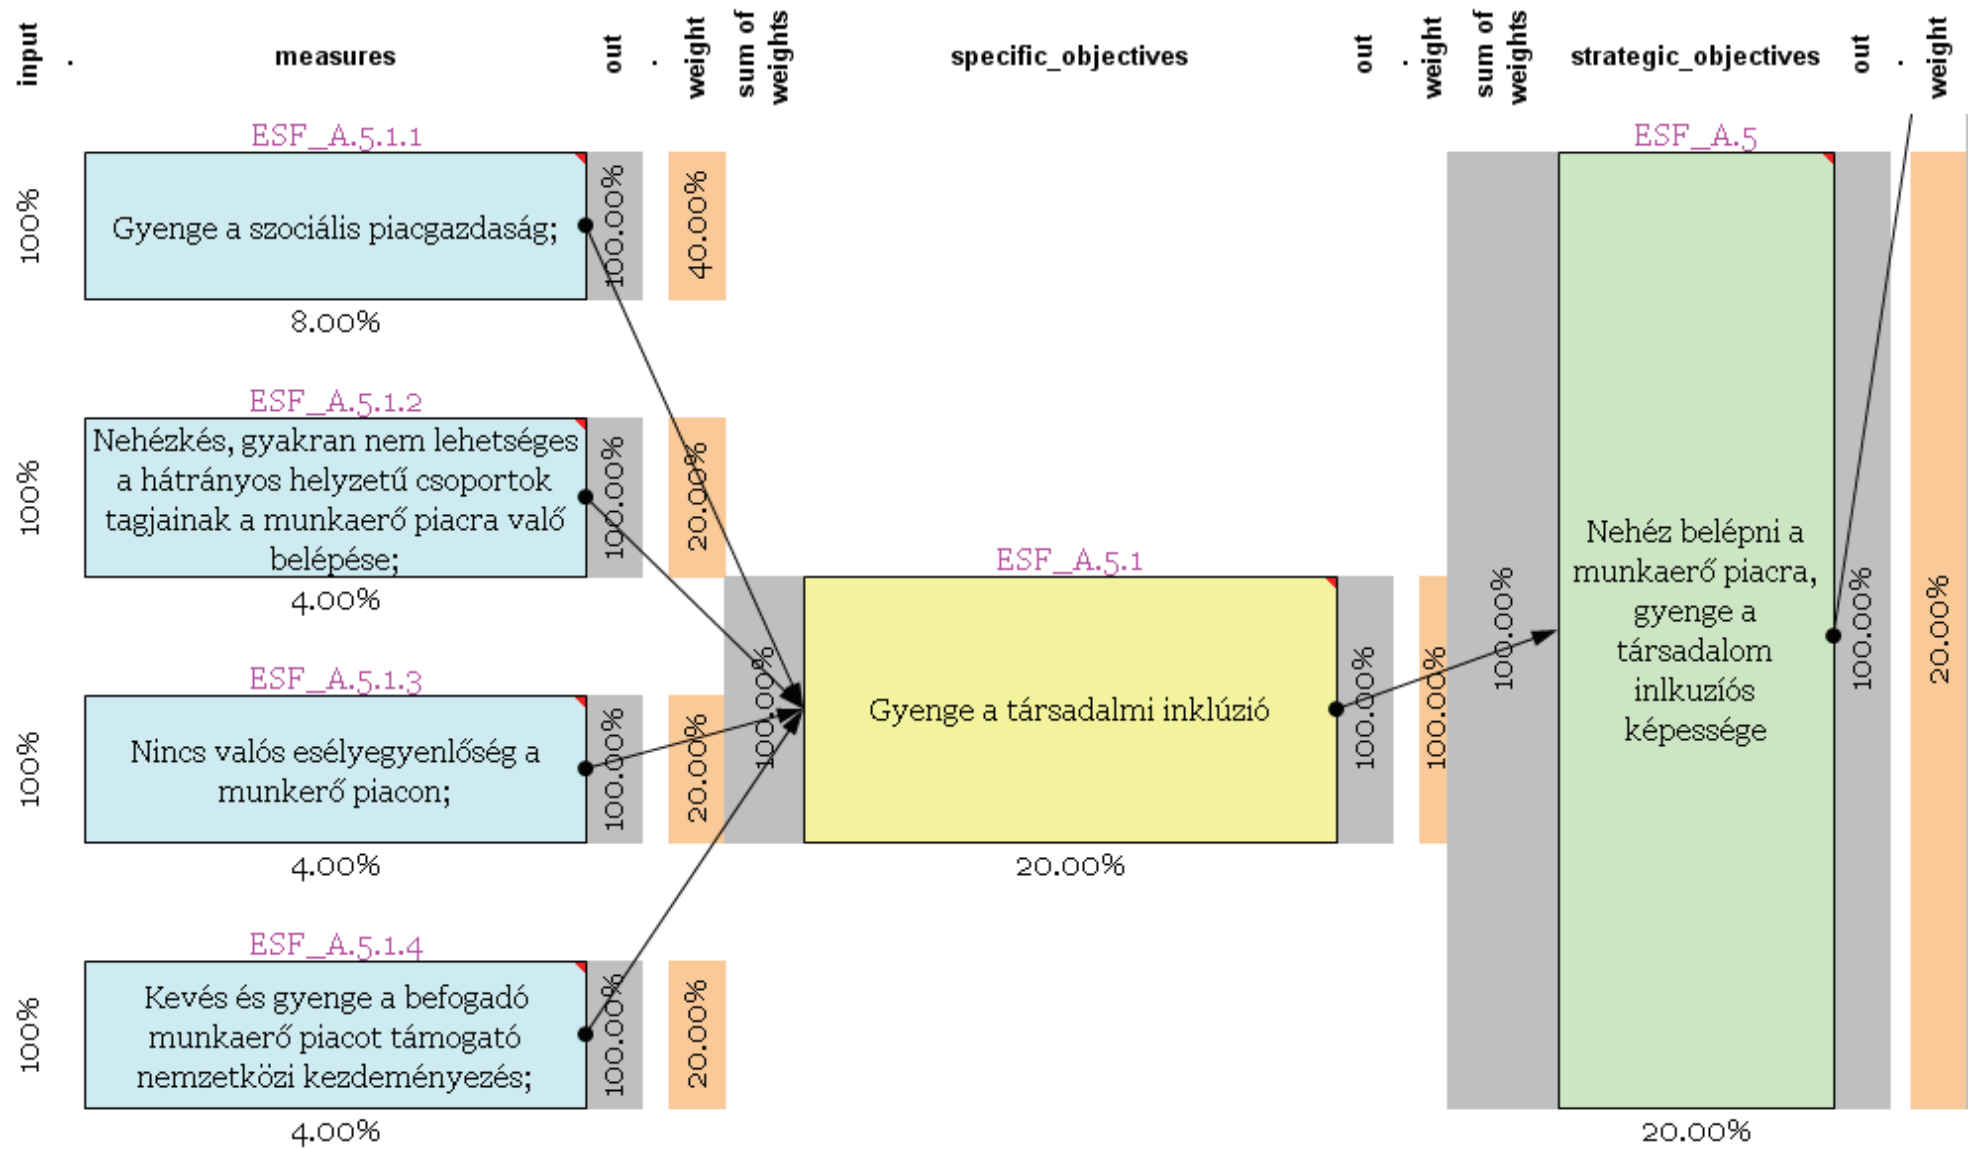 input
.
measures
out
.
weight
sum of
weights
specific_objectives
out
.
weight
sum of
weights
strategic_objectives
out
.
weight
ESF_A.5.1.1
100%
Gyenge a szociális piacgazdaság;
100.00%
40.00%
8.00%
ESF_A.5.1.2
100%
Nehézkés, gyakran nem lehetséges
a hátrányos helyzetű csoportok
tagjainak a munkaerő piacra való
belépése;
100.00%
20.00%
4.00%
ESF_A.5.1.3
100%
Nincs valós esélyegyenlőség a
munkerő piacon;
100.00%
20.00%
4.00%
ESF_A.5.1.4
100%
Kevés és gyenge a befogadó
munkaerő piacot támogató
nemzetközi kezdeményezés;
100.00%
20.00%
4.00%
100.00%
ESF_A.5.1
Gyenge a társadalmi inklúzió
20.00%
100.00%
100.00%
100.00%
ESF_A.5
Nehéz belépni a
munkaerő piacra,
gyenge a
társadalom
inlkuzíós
képessége
20.00%
100.00%
20.00%